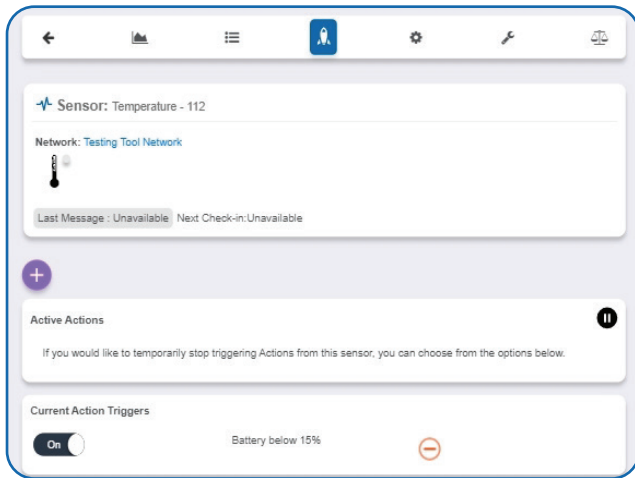 Sensor: Temperature - 112
Network: Testing Tool Network
Last Message : Unavailable Next Check-in:Unavailable
Active Actions
If you would like to temporarily stop triggering Actions from this sensor, you can choose from the options below.
Current Action Triggers
On Battery below 15%